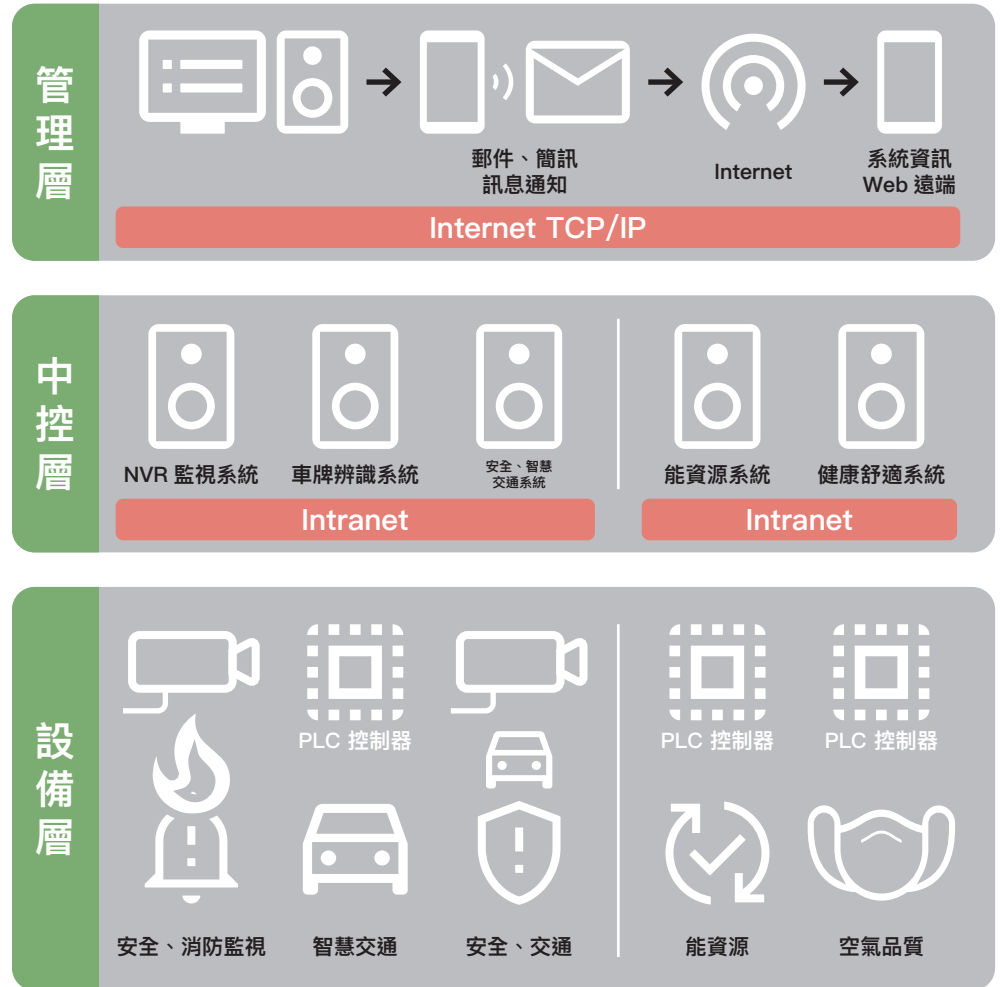 管理層
郵件、簡訊
訊息通知
Internet
系統資訊
Web 遠端
Internet TCP/IP
中控層
NVR 監視系統
車牌辨識系統
安全、智慧
交通系統
能資源系統
健康舒適系統
Intranet
Intranet
設備層
PLC 控制器
PLC 控制器
PLC 控制器
安全、消防監視
智慧交通
安全、交通
能資源
空氣品質